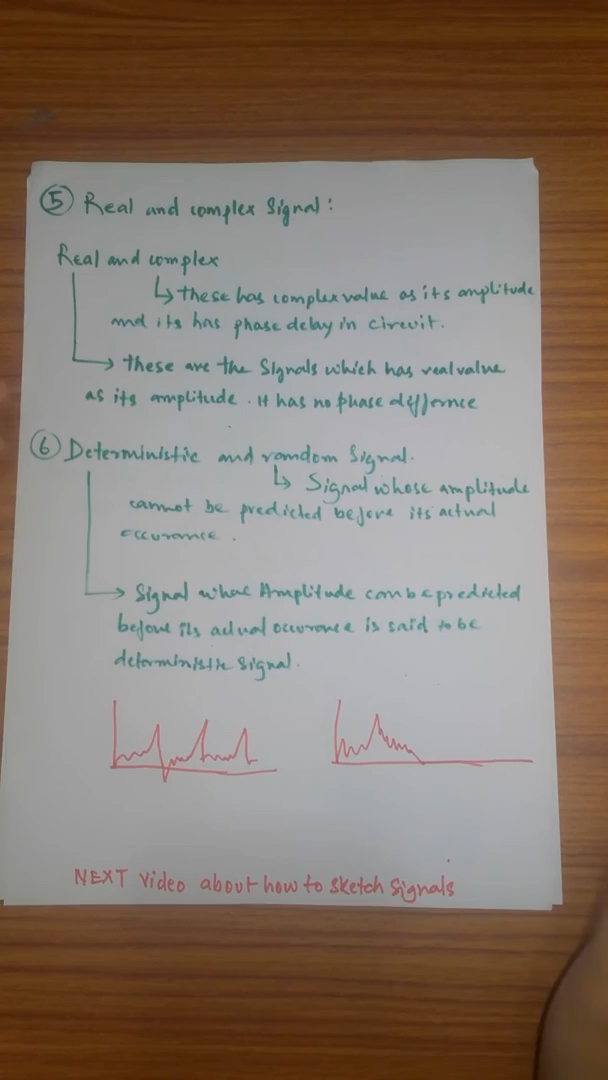 5 Real and complex Signal:
Real and complex
↳ these has complex value as its amplitude
and its has phase delay in circuit.
→ these are the Signals which has real value
as its amplitude. It has no phase differnce
6 Deterministic and ramdom Signal.
↳ Signal whose amplitude
cannot be predicted before its actual
occurance.
→ Signal whose Amplitude can be predicted
before its actual occurance is said to be
deterministic signal.
NEXT video about how to sketch signals